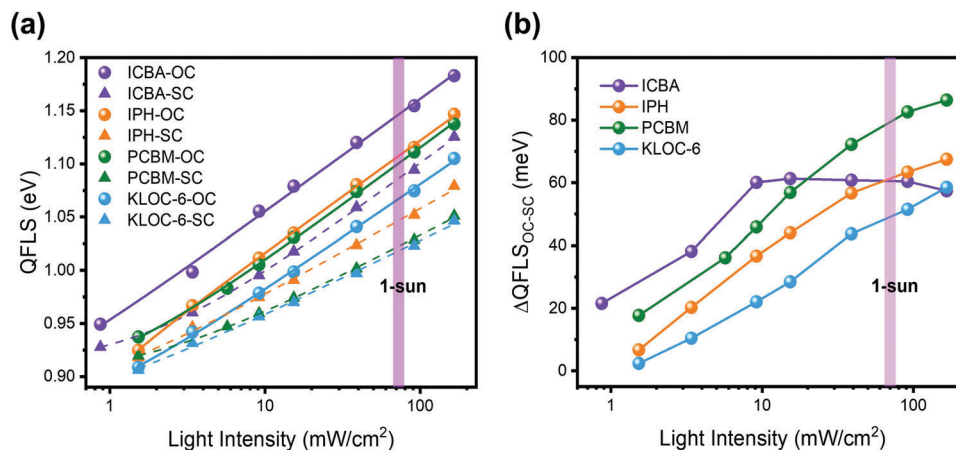 (a)
QFLS (eV)
1.20
1.15
1.10
1.05
1.00
0.95
0.90
ICBA-OC
ICBA-SC
IPH-OC
IPH-SC
PCBM-OC
PCBM-SC
KLOC-6-OC
KLOC-6-SC
1-sun
1
10
100
Light Intensity (mW/cm²)
(b)
ΔQFLS_OC-SC (meV)
100
80
60
40
20
0
ICBA
IPH
PCBM
KLOC-6
1-sun
1
10
100
Light Intensity (mW/cm²)